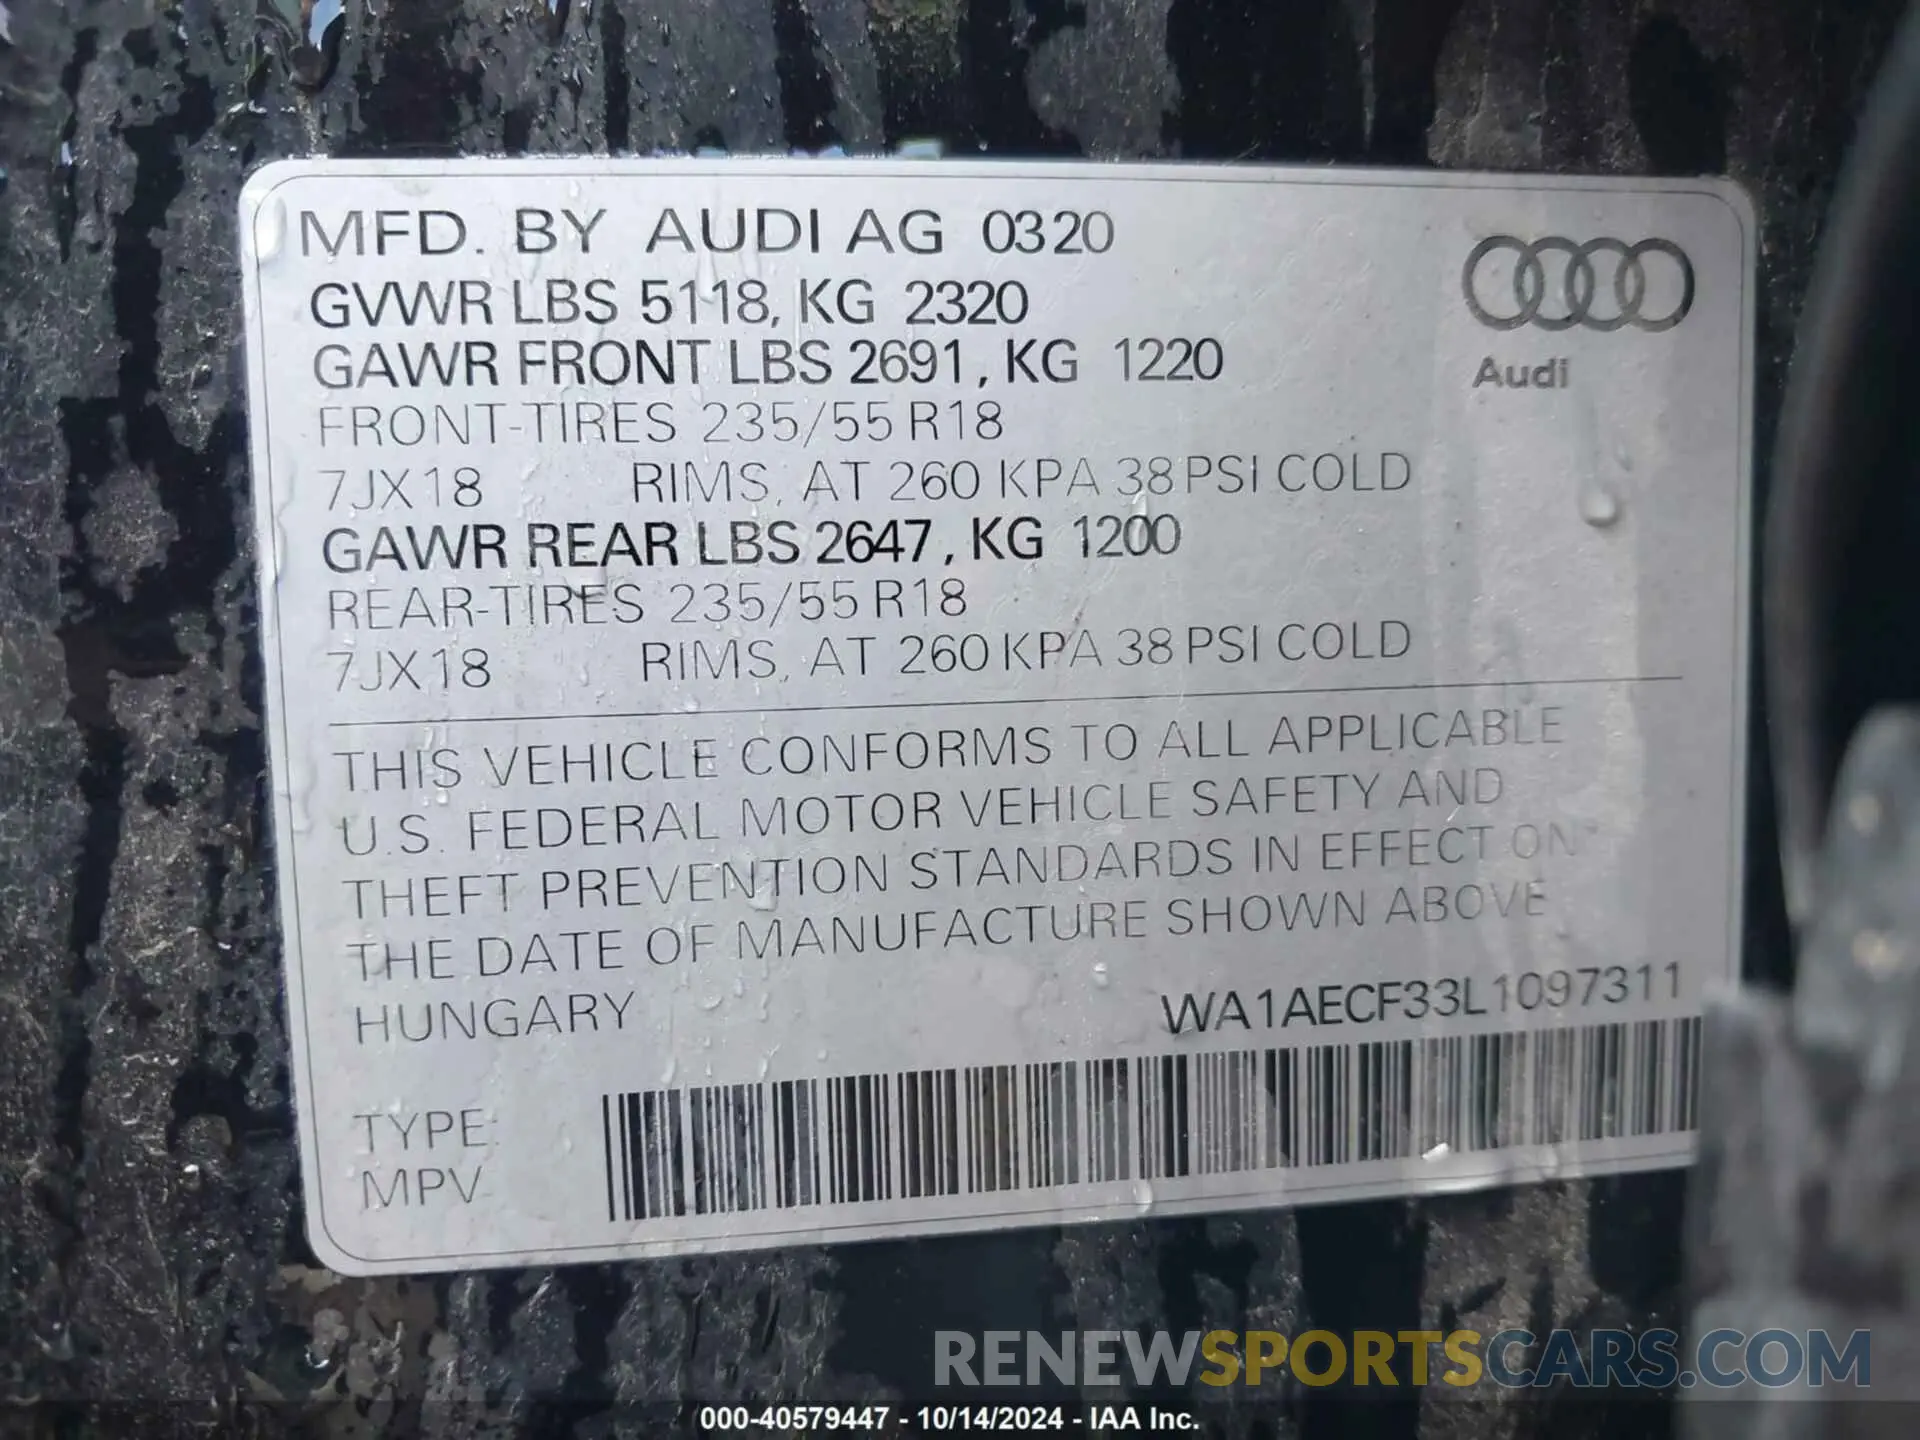 MFD. BY AUDI AG 0320
GVWR LBS 5118, KG 2320
GAWR FRONT LBS 2691, KG 1220
FRONT-TIRES 235/55 R18
7JX18 RIMS, AT 260 KPA 38 PSI COLD
GAWR REAR LBS 2647, KG 1200
REAR-TIRES 235/55 R18
7JX18 RIMS, AT 260 KPA 38 PSI COLD
Audi
THIS VEHICLE CONFORMS TO ALL APPLICABLE
U.S. FEDERAL MOTOR VEHICLE SAFETY AND
THEFT PREVENTION STANDARDS IN EFFECT ON
THE DATE OF MANUFACTURE SHOWN ABOVE
HUNGARY WA1AECF33L1097311
TYPE:
MPV
RENEWSPORTSCARS.COM
000-40579447 - 10/14/2024 - IAA Inc.